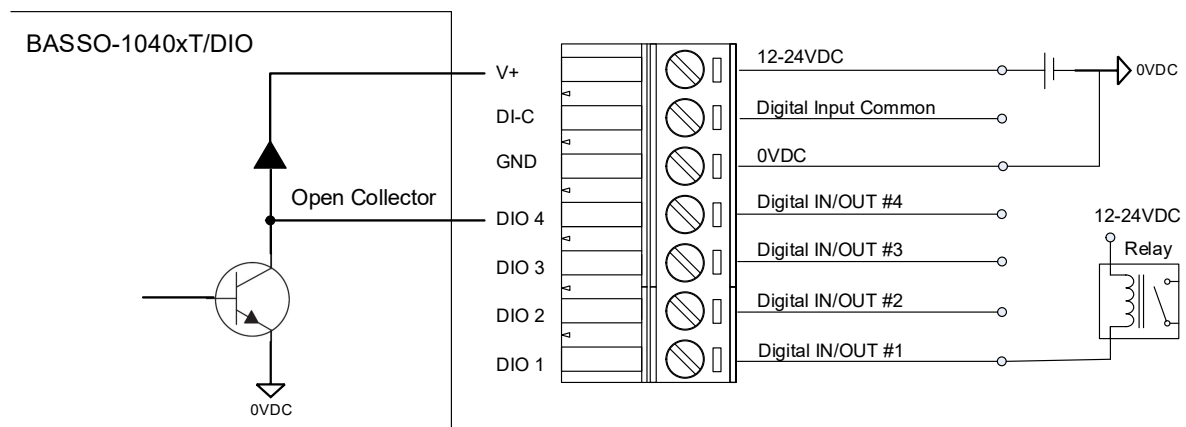 BASSO-1040xT/DIO
Open Collector
0VDC
V+
DI-C
GND
DIO 4
DIO 3
DIO 2
DIO 1
12-24VDC
Digital Input Common
0VDC
Digital IN/OUT #4
Digital IN/OUT #3
Digital IN/OUT #2
Digital IN/OUT #1
0VDC
12-24VDC
Relay